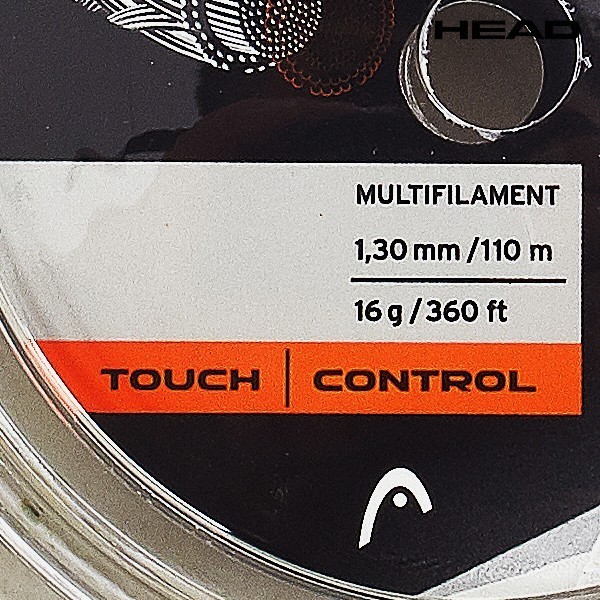 HEAD
MULTIFILAMENT
1,30 mm / 110 m
16 g / 360 ft
TOUCH | CONTROL